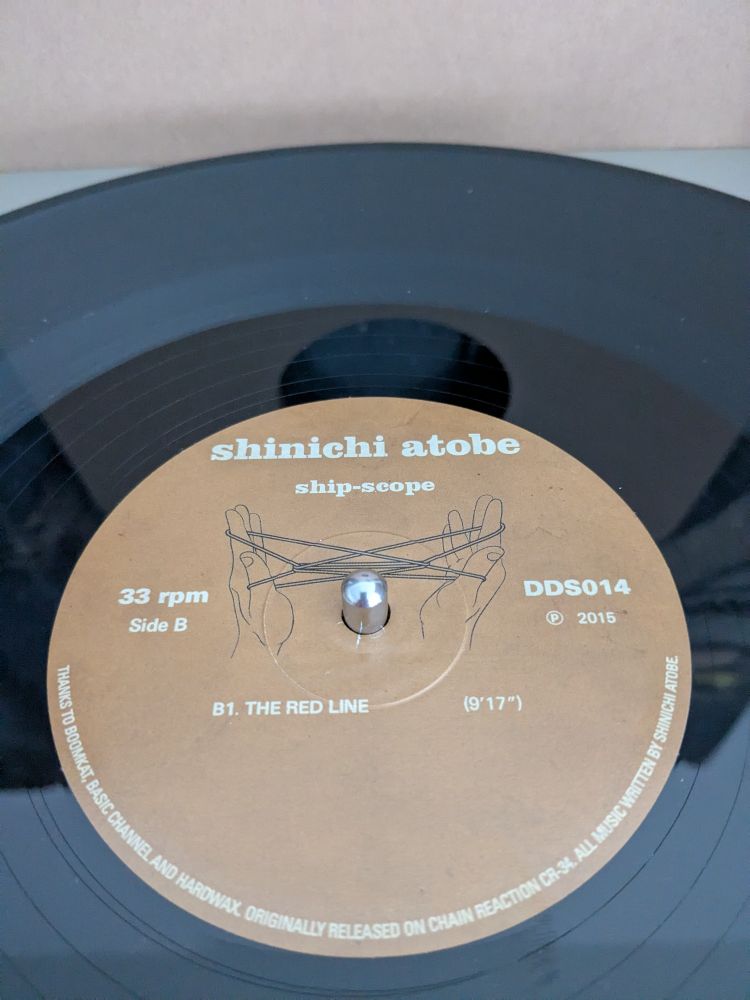 shinichi atobe
ship-scope
33 rpm
Side B
DDS014
℗ 2015
B1. THE RED LINE (9'17")
THANKS TO BOOMKAT, BASIC CHANNEL AND HARDWAX. ORIGINALLY RELEASED ON CHAIN REACTION CR-34. ALL MUSIC WRITTEN BY SHINICHI ATOBE.